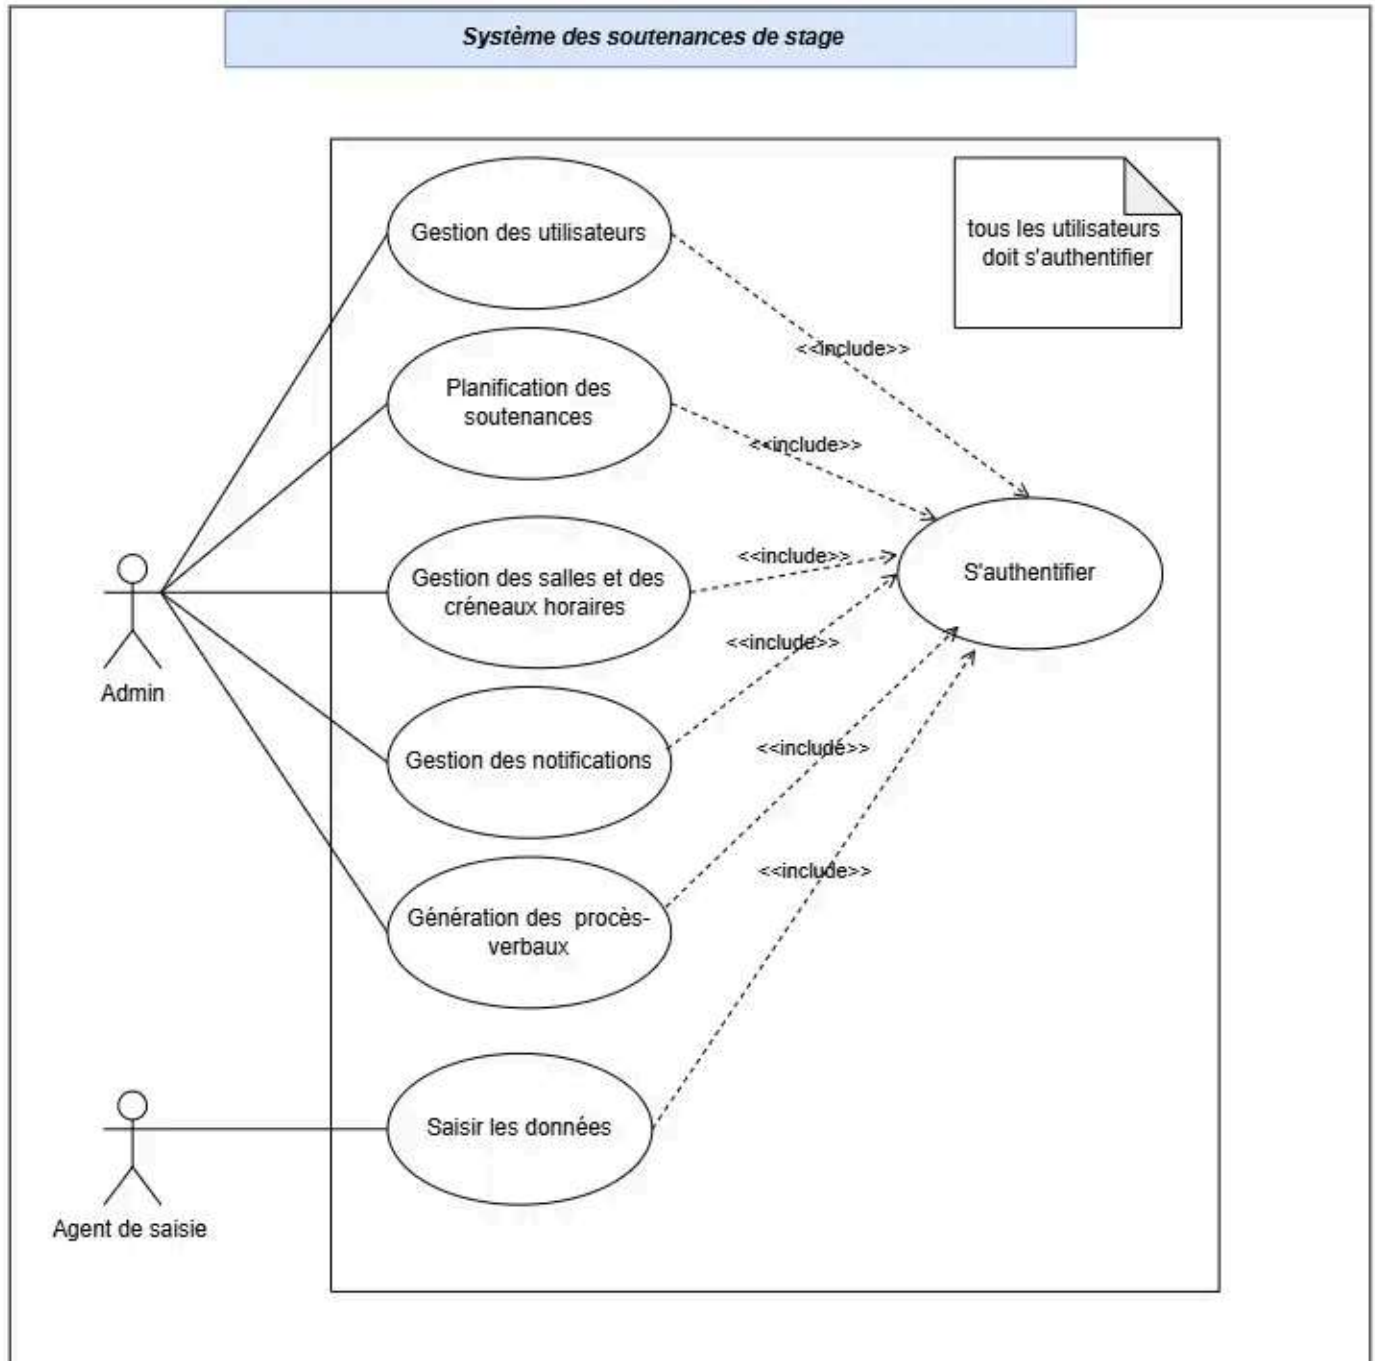 Système des soutenances de stage
Gestion des utilisateurs
tous les utilisateurs
doit s'authentifier
<<include>>
Planification des
soutenances
<<include>>
Gestion des salles et des
créneaux horaires
<<include>>
S'authentifier
<<include>>
Admin
Gestion des notifications
<<include>>
<<include>>
Génération des  procès-
verbaux
Saisir les données
Agent de saisie